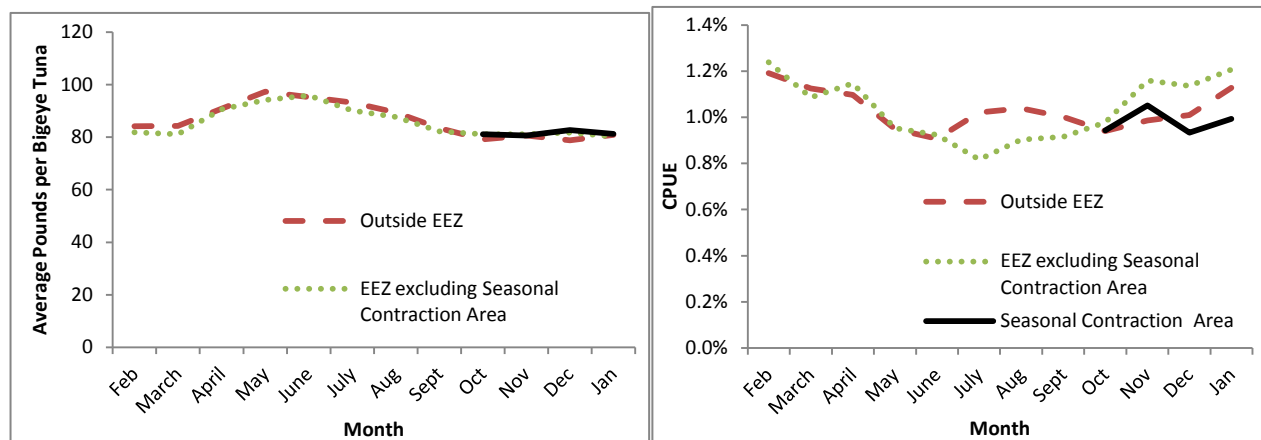 Average Pounds per Bigeye Tuna
120
100
80
60
40
20
0
Outside EEZ
EEZ excluding Seasonal
Contraction Area
Feb
March
April
May
June
July
Aug
Sept
Oct
Nov
Dec
Jan
Month
CPUE
1.4%
1.2%
1.0%
0.8%
0.6%
0.4%
0.2%
0.0%
Outside EEZ
EEZ excluding Seasonal
Contraction Area
Seasonal Contraction Area
Feb
March
April
May
June
July
Aug
Sept
Oct
Nov
Dec
Jan
Month